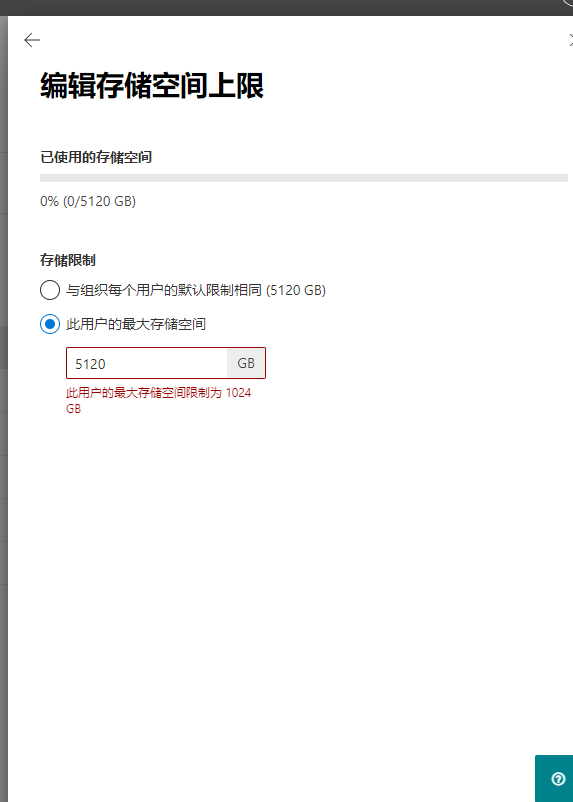 编辑存储空间上限
已使用的存储空间
0% (0/5120 GB)
存储限制
与组织每个用户的默认限制相同 (5120 GB)
此用户的最大存储空间
5120 GB
此用户的最大存储空间限制为 1024
GB